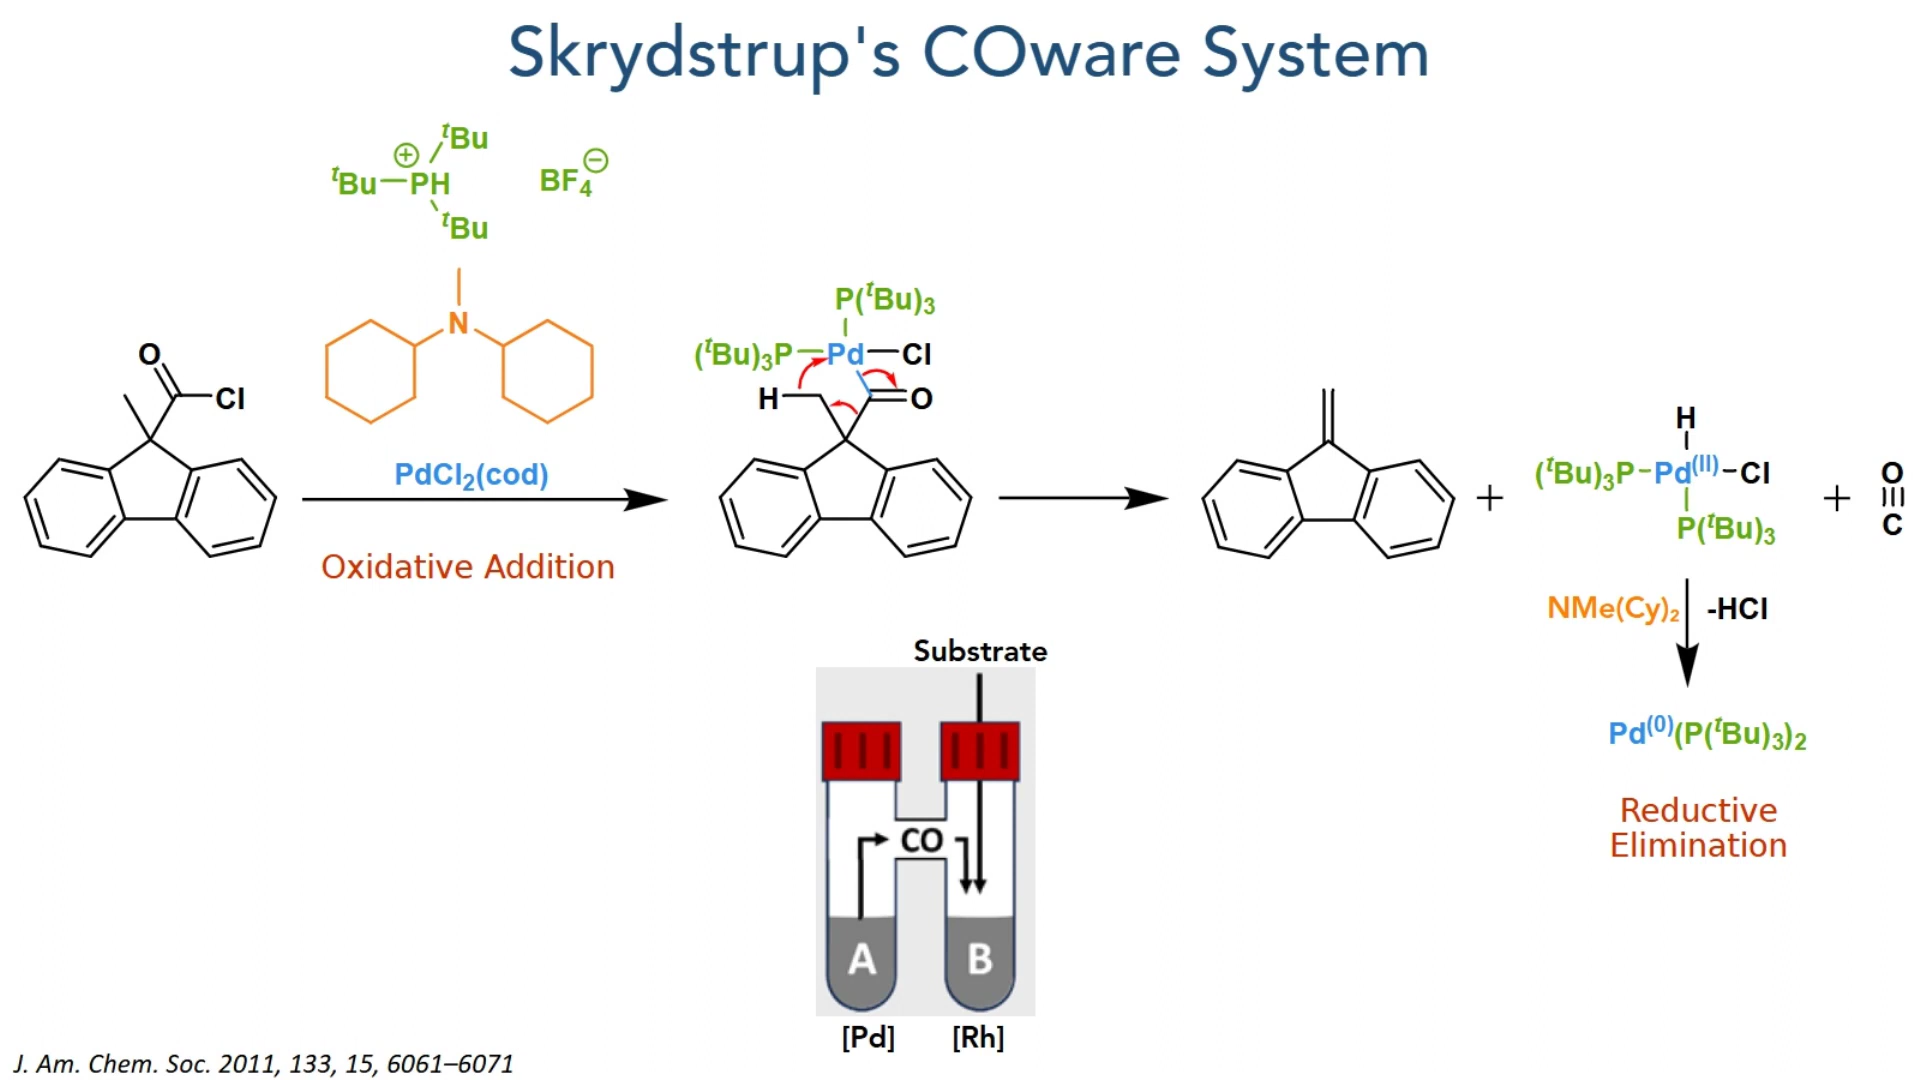 Skrydstrup's COware System
ᵗBu
ᵗBu—PH ⊕
ᵗBu
BF₄ ⊖
N
PdCl₂(cod)
Oxidative Addition
O
Cl
P(ᵗBu)₃
(ᵗBu)₃P–Pd–Cl
H
O
+
H
(ᵗBu)₃P–Pd⁽ᴵᴵ⁾–Cl
P(ᵗBu)₃
+
O
C
NMe(Cy)₂
-HCl
Pd⁽⁰⁾(P(ᵗBu)₃)₂
Reductive
Elimination
Substrate
CO
A
B
[Pd]
[Rh]
J. Am. Chem. Soc. 2011, 133, 15, 6061–6071